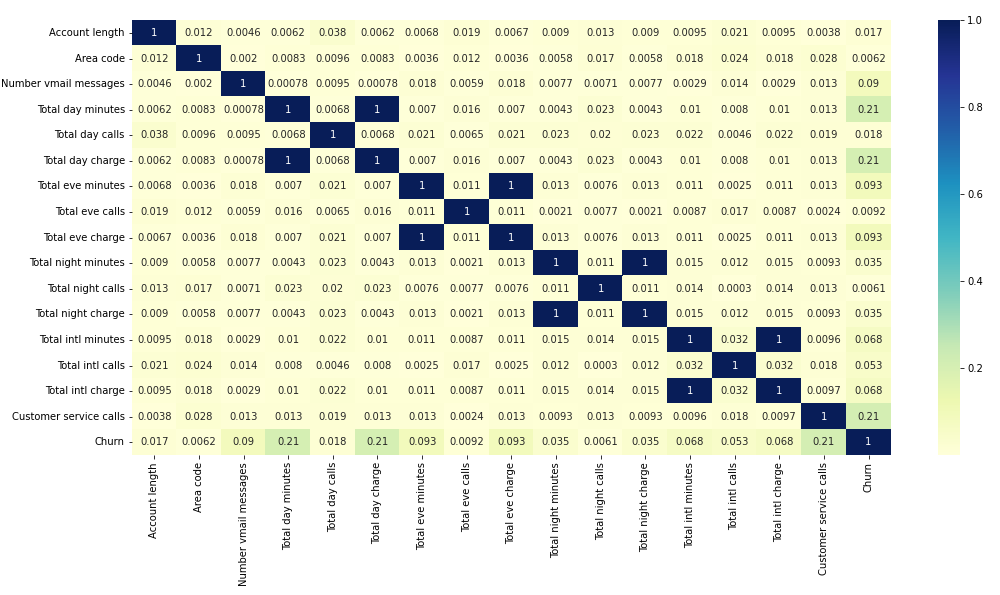 Account length 1 0.012 0.0046 0.0062 0.038 0.0062 0.0068 0.019 0.0067 0.009 0.013 0.009 0.0095 0.021 0.0095 0.0038 0.017 1.0
Area code 0.012 1 0.002 0.0083 0.0096 0.0083 0.0036 0.012 0.0036 0.0058 0.017 0.0058 0.018 0.024 0.018 0.028 0.0062
Number vmail messages 0.0046 0.002 1 0.00078 0.0095 0.00078 0.018 0.0059 0.018 0.0077 0.0071 0.0077 0.0029 0.014 0.0029 0.013 0.09
Total day minutes 0.0062 0.0083 0.00078 1 0.0068 1 0.007 0.016 0.007 0.0043 0.023 0.0043 0.01 0.008 0.01 0.013 0.21 0.8
Total day calls 0.038 0.0096 0.0095 0.0068 1 0.0068 0.021 0.0065 0.021 0.023 0.02 0.023 0.022 0.0046 0.022 0.019 0.018
Total day charge 0.0062 0.0083 0.00078 1 0.0068 1 0.007 0.016 0.007 0.0043 0.023 0.0043 0.01 0.008 0.01 0.013 0.21
Total eve minutes 0.0068 0.0036 0.018 0.007 0.021 0.007 1 0.011 1 0.013 0.0076 0.013 0.011 0.0025 0.011 0.013 0.093 0.6
Total eve calls 0.019 0.012 0.0059 0.016 0.0065 0.016 0.011 1 0.011 0.0021 0.0077 0.0021 0.0087 0.017 0.0087 0.0024 0.0092
Total eve charge 0.0067 0.0036 0.018 0.007 0.021 0.007 1 0.011 1 0.013 0.0076 0.013 0.011 0.0025 0.011 0.013 0.093
Total night minutes 0.009 0.0058 0.0077 0.0043 0.023 0.0043 0.013 0.0021 0.013 1 0.011 1 0.015 0.012 0.015 0.0093 0.035
Total night calls 0.013 0.017 0.0071 0.023 0.02 0.023 0.0076 0.0077 0.0076 0.011 1 0.011 0.014 0.0003 0.014 0.013 0.0061 0.4
Total night charge 0.009 0.0058 0.0077 0.0043 0.023 0.0043 0.013 0.0021 0.013 1 0.011 1 0.015 0.012 0.015 0.0093 0.035
Total intl minutes 0.0095 0.018 0.0029 0.01 0.022 0.01 0.011 0.0087 0.011 0.015 0.014 0.015 1 0.032 1 0.0096 0.068
Total intl calls 0.021 0.024 0.014 0.008 0.0046 0.008 0.0025 0.017 0.0025 0.012 0.0003 0.012 0.032 1 0.032 0.018 0.053 0.2
Total intl charge 0.0095 0.018 0.0029 0.01 0.022 0.01 0.011 0.0087 0.011 0.015 0.014 0.015 1 0.032 1 0.0097 0.068
Customer service calls 0.0038 0.028 0.013 0.013 0.019 0.013 0.013 0.0024 0.013 0.0093 0.013 0.0093 0.0096 0.018 0.0097 1 0.21
Churn 0.017 0.0062 0.09 0.21 0.018 0.21 0.093 0.0092 0.093 0.035 0.0061 0.035 0.068 0.053 0.068 0.21 1
Account length
Area code
Number vmail messages
Total day minutes
Total day calls
Total day charge
Total eve minutes
Total eve calls
Total eve charge
Total night minutes
Total night calls
Total night charge
Total intl minutes
Total intl calls
Total intl charge
Customer service calls
Churn